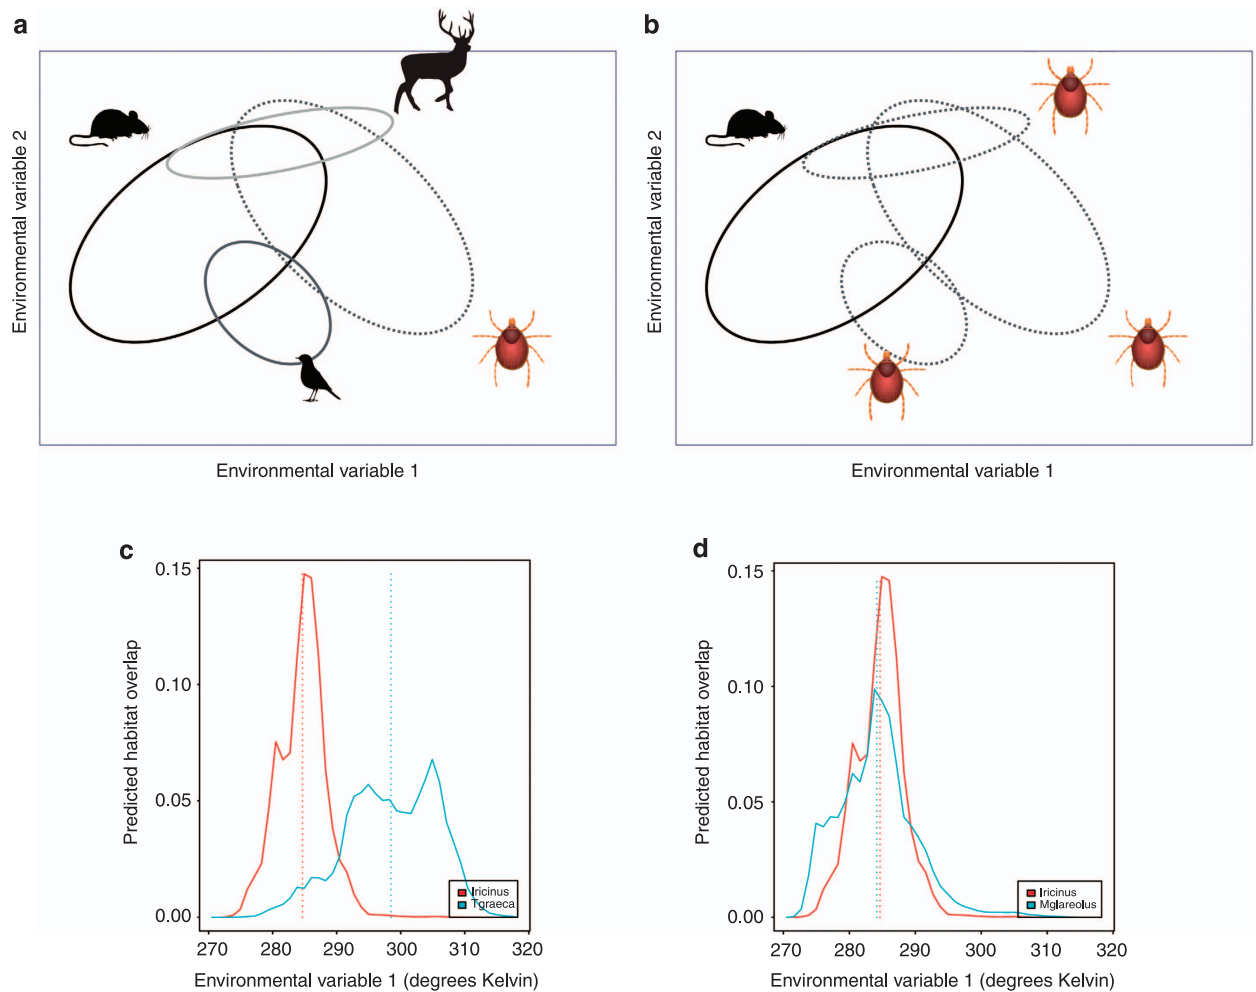 a
b
Environmental variable 2
Environmental variable 2
Environmental variable 1
Environmental variable 1
c
d
Predicted habitat overlap
0.15
0.10
0.05
0.00
Iricinus
Tgraeca
270
280
290
300
310
320
Environmental variable 1 (degrees Kelvin)
Predicted habitat overlap
0.15
0.10
0.05
0.00
Iricinus
Mglareolus
270
280
290
300
310
320
Environmental variable 1 (degrees Kelvin)